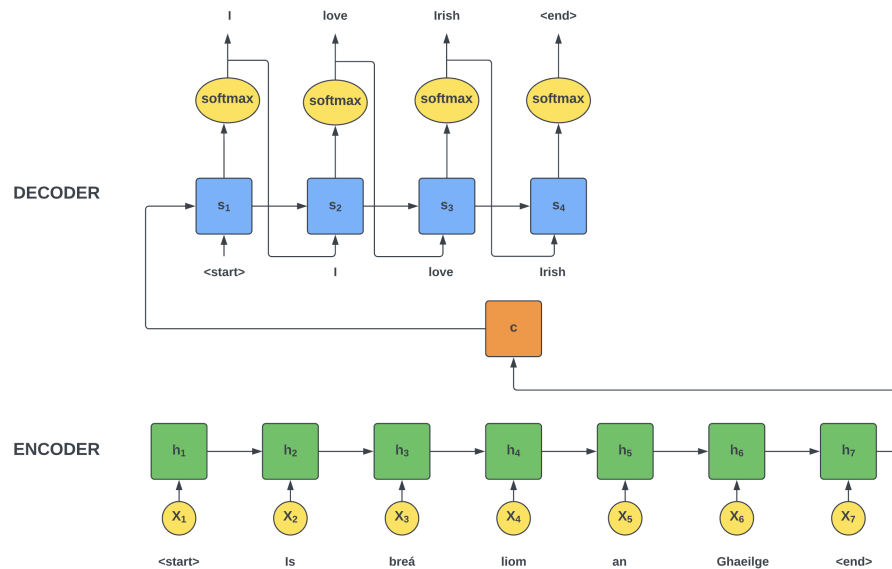 I love Irish <end>
softmax softmax softmax softmax
DECODER
s₁ s₂ s₃ s₄
<start> I love Irish
c
ENCODER
h₁ h₂ h₃ h₄ h₅ h₆ h₇
X₁ X₂ X₃ X₄ X₅ X₆ X₇
<start> Is breá liom an Ghaeilge <end>